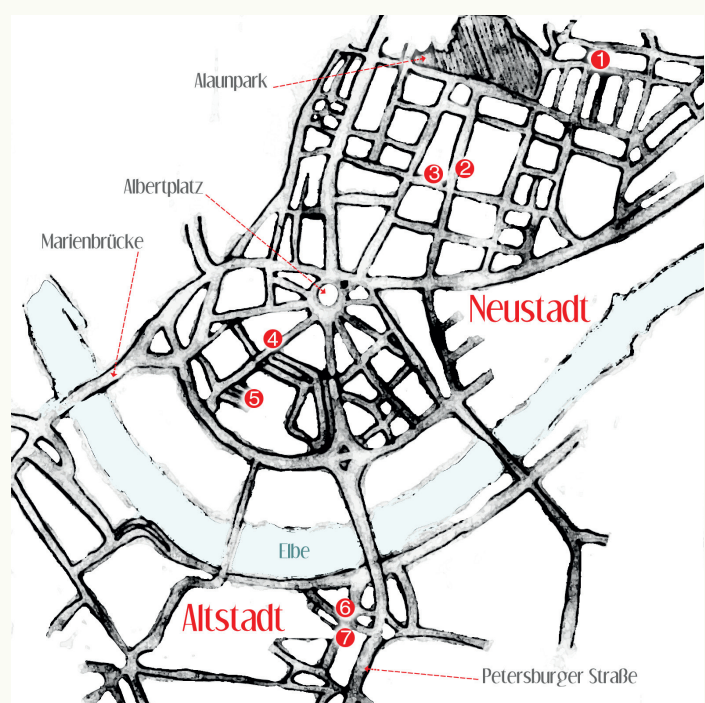 1
Alaunpark
3 2
Albertplatz
Marienbrücke
Neustadt
4
5
Elbe
6
Altstadt
7
Petersburger Straße